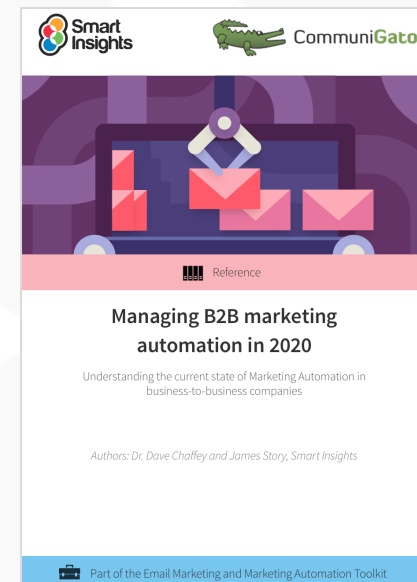 Smart
Insights
CommuniGato
Reference
Managing B2B marketing
automation in 2020
Understanding the current state of Marketing Automation in
business-to-business companies
Authors: Dr. Dave Chaffey and James Story, Smart Insights
Part of the Email Marketing and Marketing Automation Toolkit